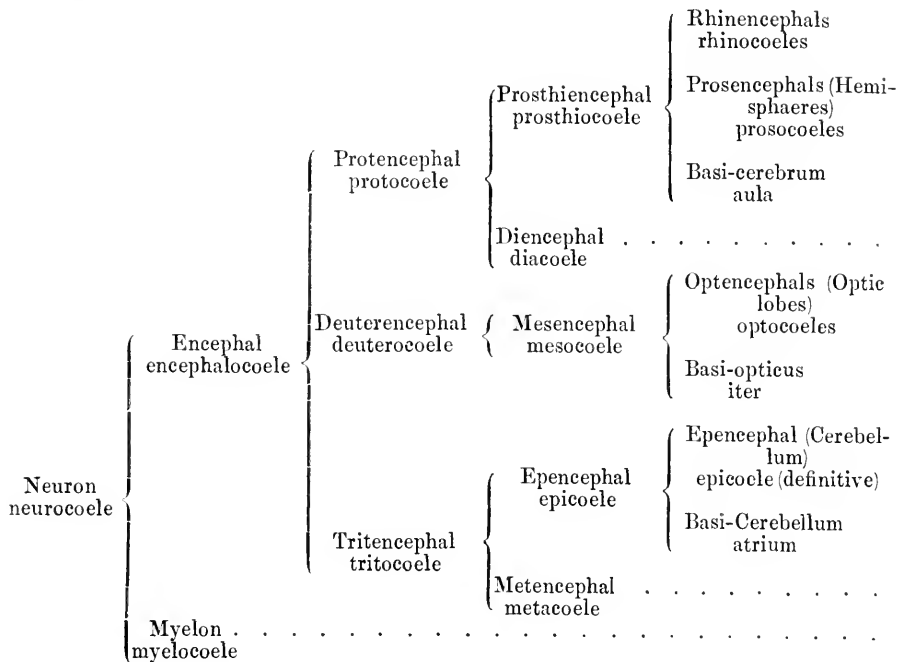 Rhinencephals
rhinocoeles
Prosthiencephal
prosthiocoele
Prosencephals (Hemi-
sphaeres)
prosocoeles
Protencephal
protocoele
Basi-cerebrum
aula
Diencephal . . . . . . . . . .
diacoele
Encephal
encephalocoele
Deuterencephal
deuterocoele
Mesencephal
mesocoele
Optencephals (Optic
lobes)
optocoeles
Basi-opticus
iter
Neuron
neurocoele
Epencephal
epicoele
Epencephal (Cerebel-
lum)
epicoele (definitive)
Tritencephal
tritocoele
Basi-Cerebellum
atrium
Metencephal . . . . . . . . .
metacoele
Myelon . . . . . . . . . . . . . . . . . . . . . . . .
myelocoele